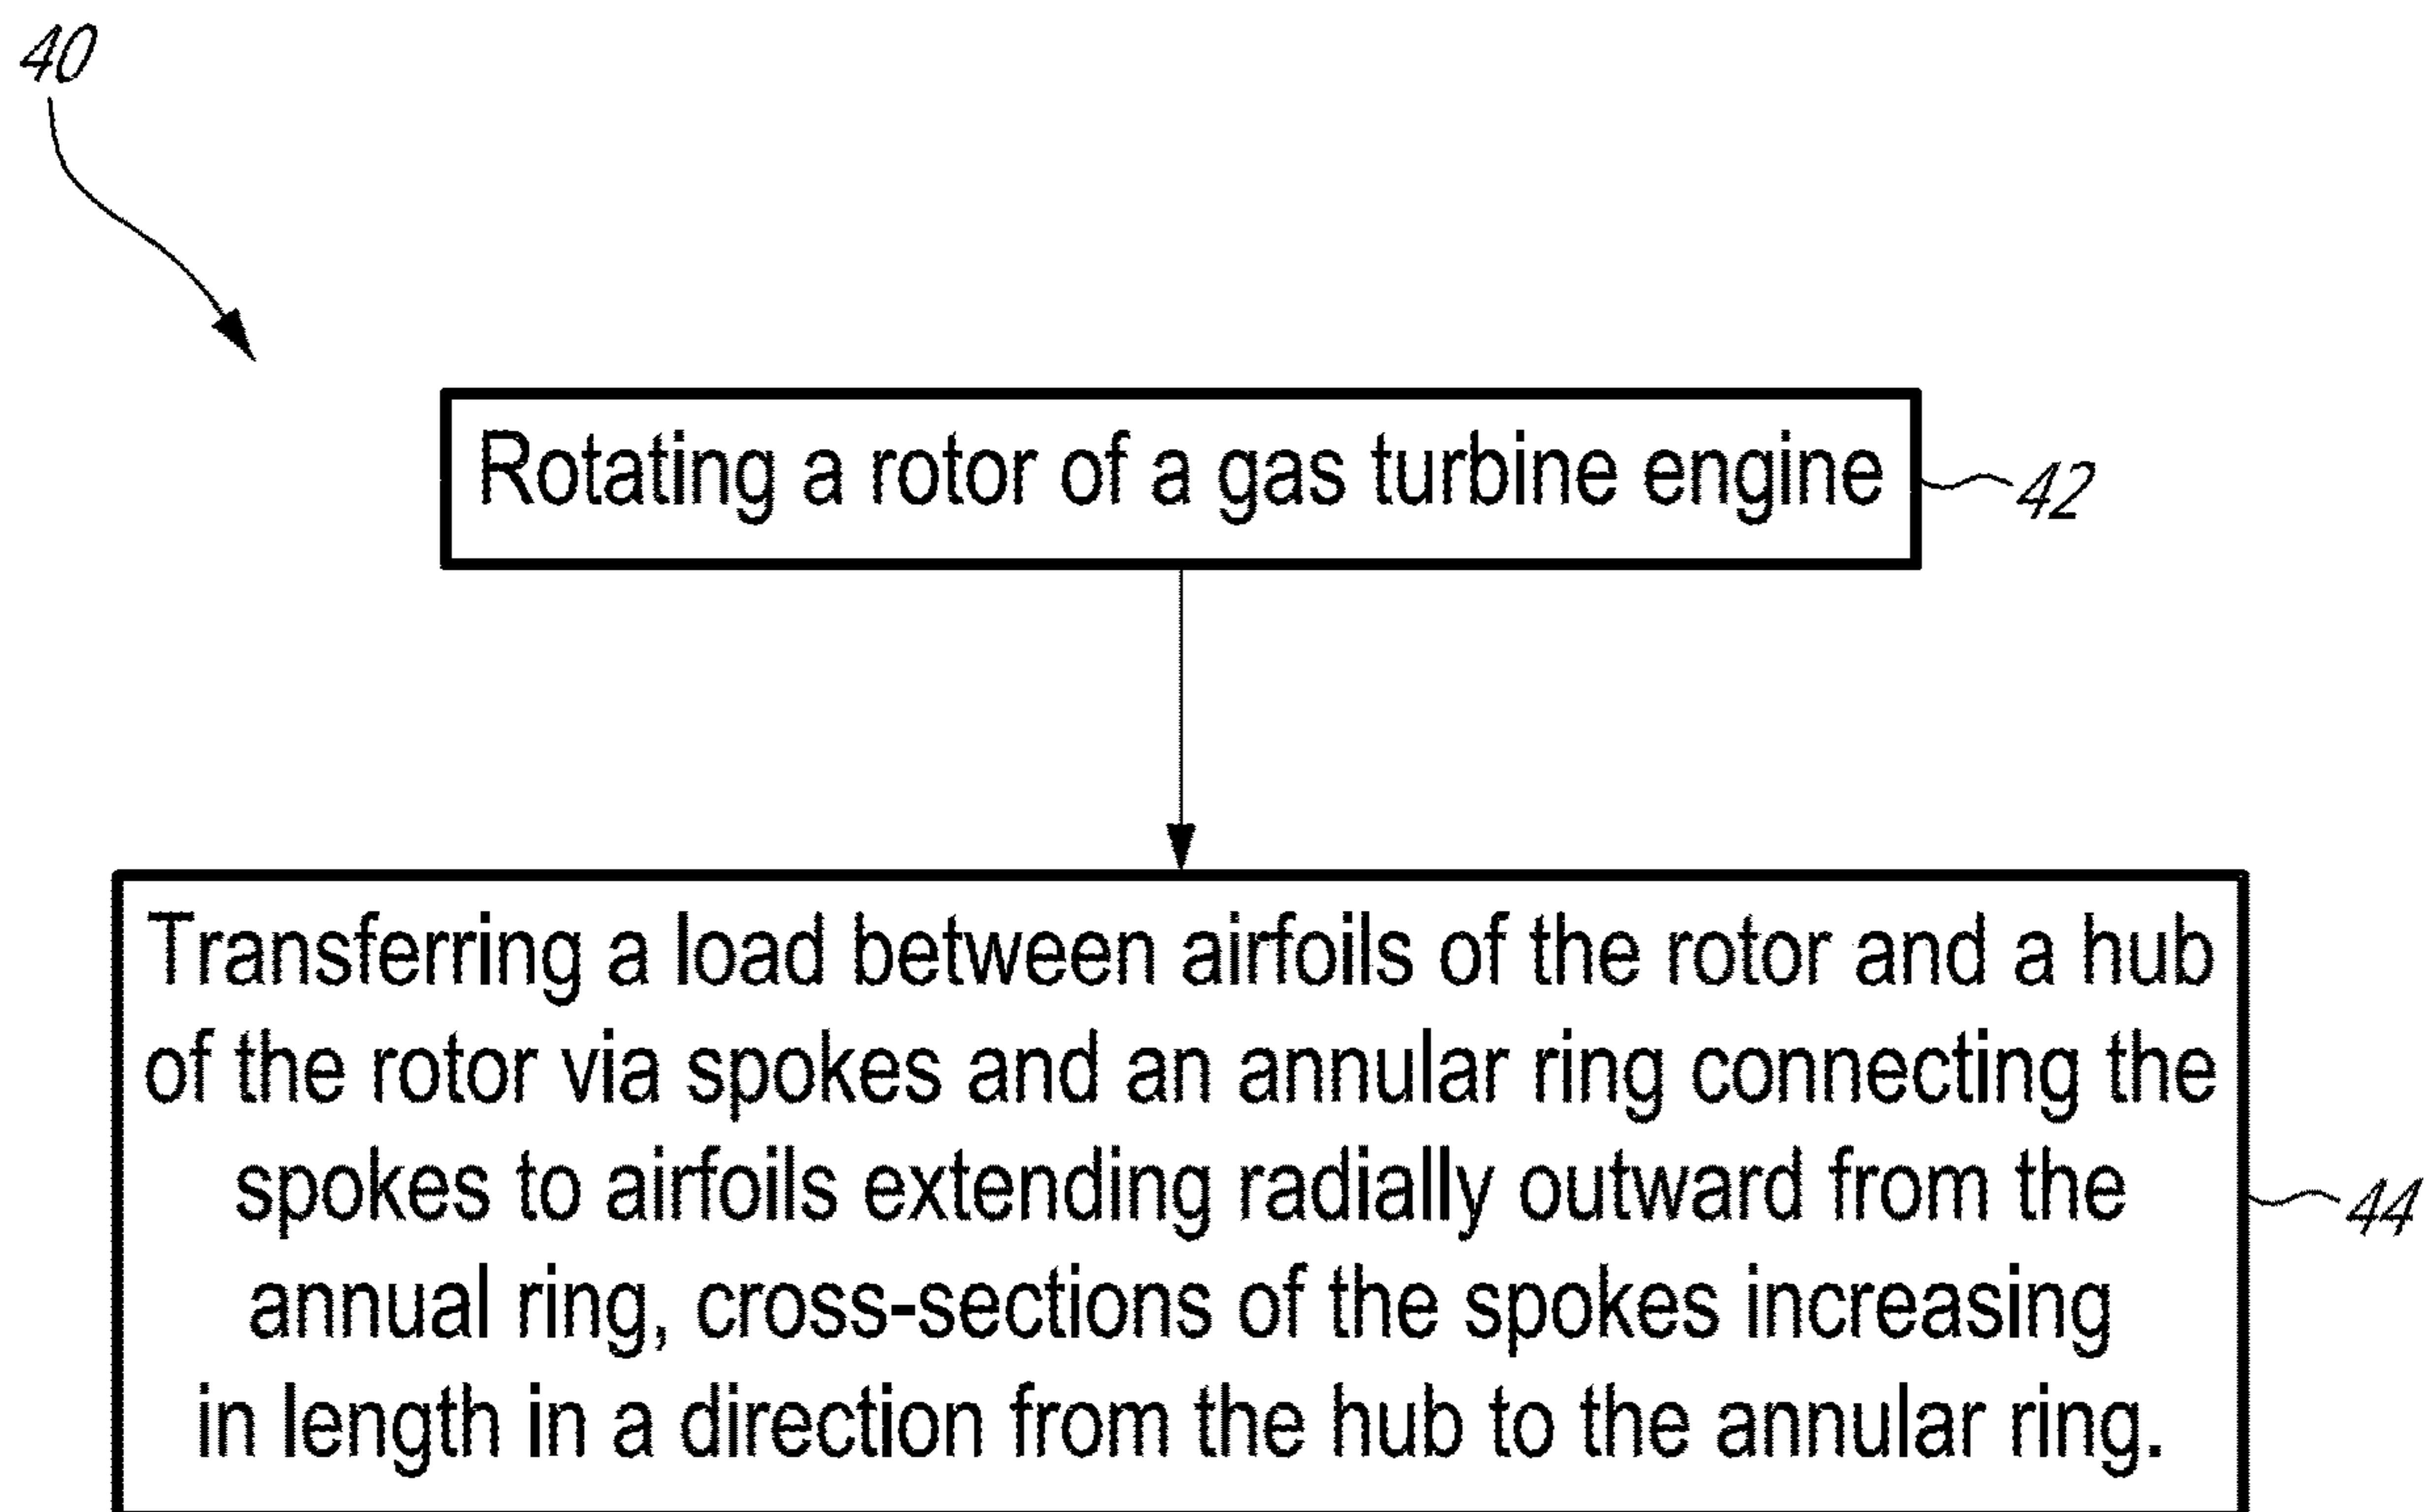 40
Rotating a rotor of a gas turbine engine
42
Transferring a load between airfoils of the rotor and a hub
of the rotor via spokes and an annular ring connecting the
spokes to airfoils extending radially outward from the
annual ring, cross-sections of the spokes increasing
in length in a direction from the hub to the annular ring.
44